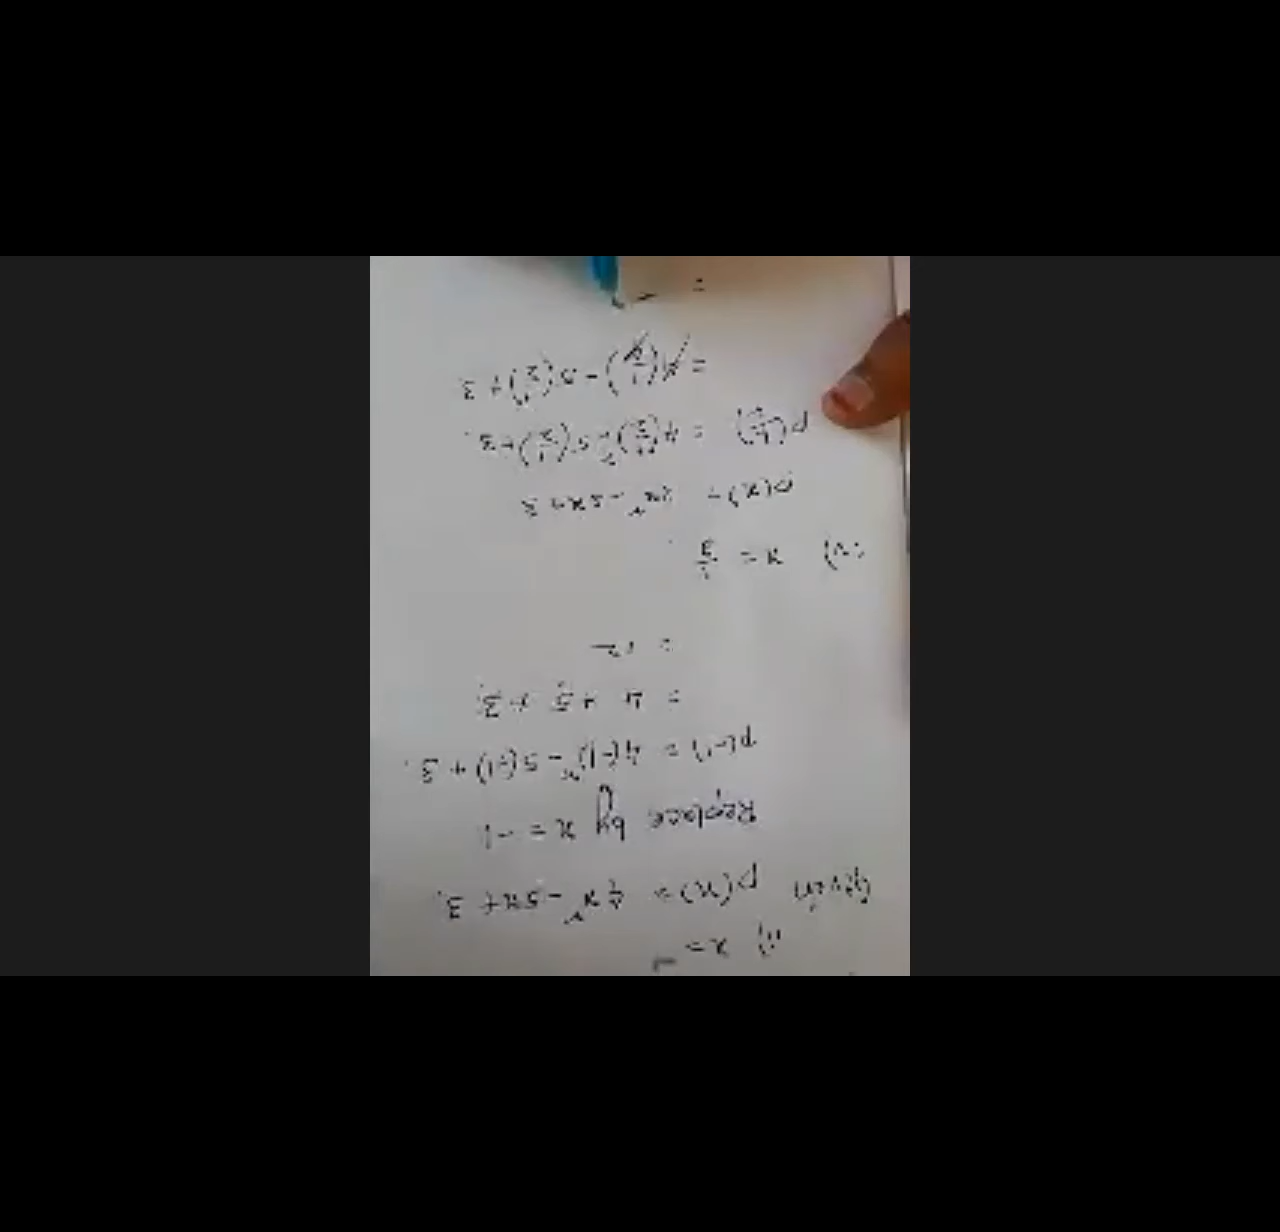 ii) x = -1
Given p(x) = 4x² - 5x + 3
Replace by x = -1
p(-1) = 4(-1)² - 5(-1) + 3
= 4 + 5 + 3
= 12
x = 1/2
p(x) = 4x² - 5x + 3
p(1/2) = 4(1/2)² - 5(1/2) + 3
= 4(1/4) - 5(1/2) + 3
=